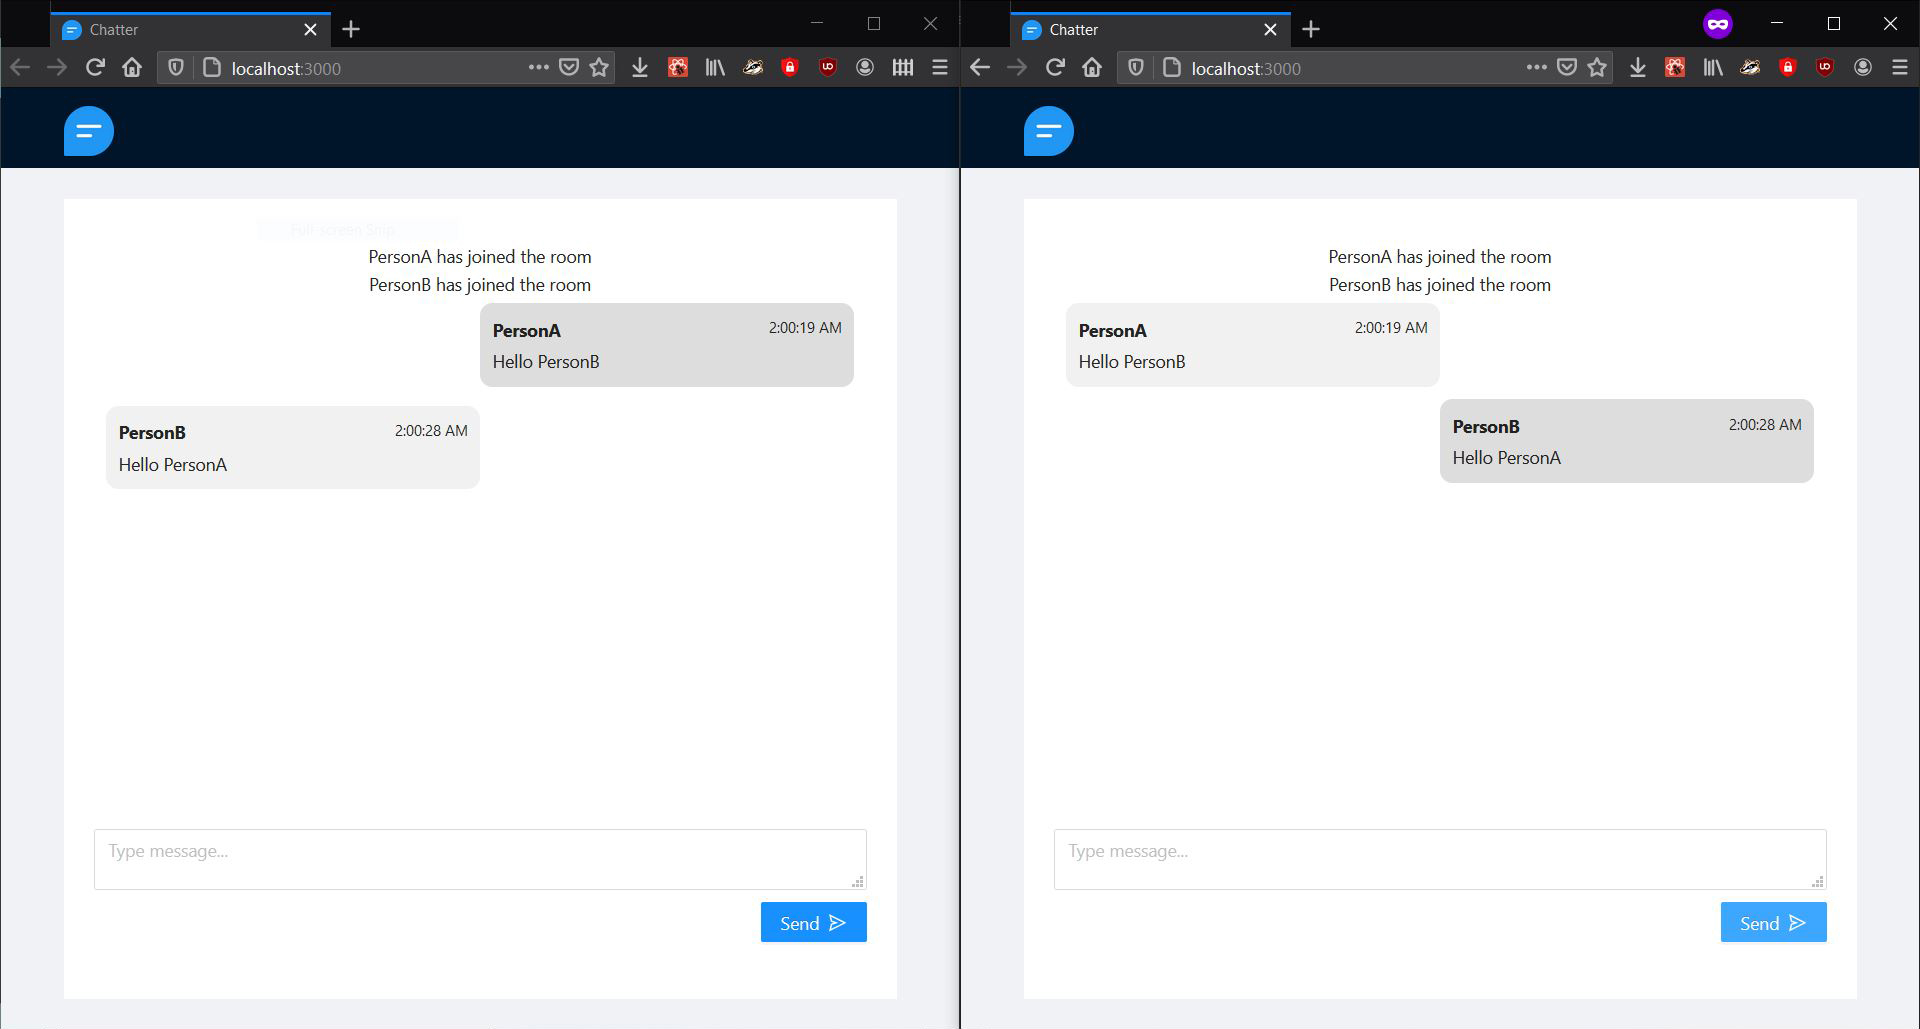 Chatter
localhost:3000
Full-screen Snip
PersonA has joined the room
PersonB has joined the room
PersonA 2:00:19 AM
Hello PersonB
PersonB 2:00:28 AM
Hello PersonA
Type message...
Send
Chatter
localhost:3000
PersonA has joined the room
PersonB has joined the room
PersonA 2:00:19 AM
Hello PersonB
PersonB 2:00:28 AM
Hello PersonA
Type message...
Send